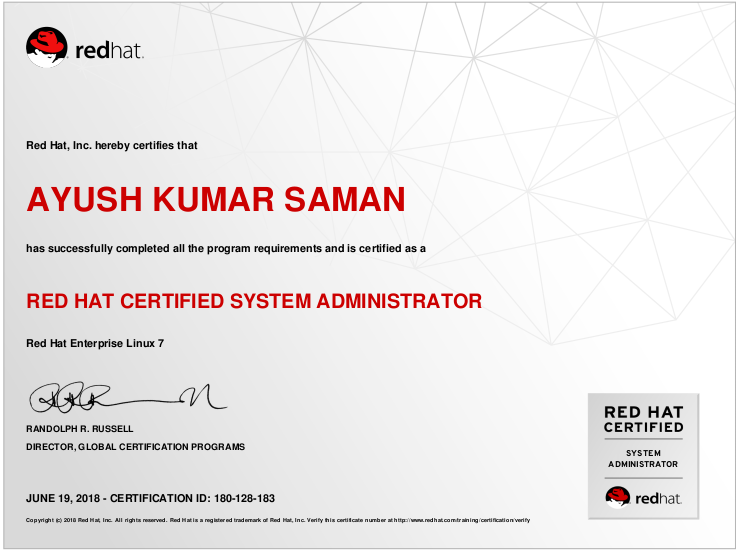 redhat.
Red Hat, Inc. hereby certifies that
AYUSH KUMAR SAMAN
has successfully completed all the program requirements and is certified as a
RED HAT CERTIFIED SYSTEM ADMINISTRATOR
Red Hat Enterprise Linux 7
RANDOLPH R. RUSSELL
DIRECTOR, GLOBAL CERTIFICATION PROGRAMS
RED HAT
CERTIFIED
SYSTEM
ADMINISTRATOR
redhat.
JUNE 19, 2018 - CERTIFICATION ID: 180-128-183
Copyright (c) 2018 Red Hat, Inc. All rights reserved. Red Hat is a registered trademark of Red Hat, Inc. Verify this certificate number at http://www.redhat.com/training/certification/verify